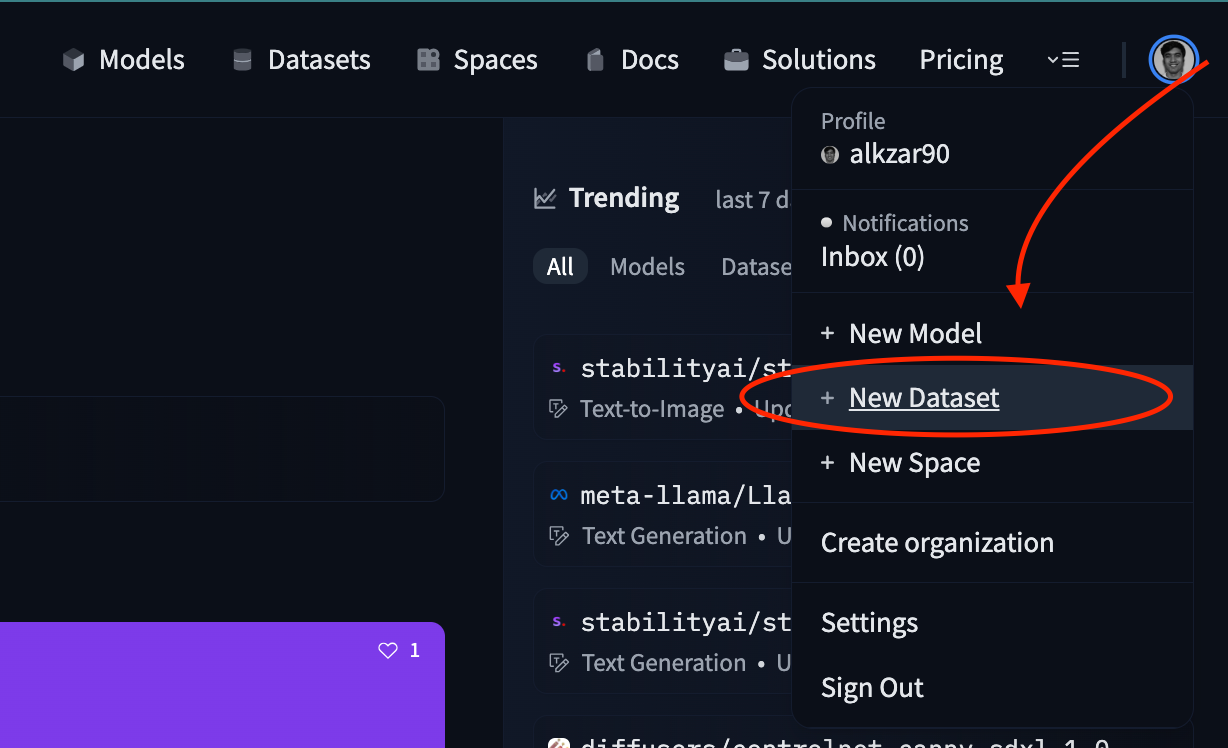 Models Datasets Spaces Docs Solutions Pricing
Profile
alkzar90
Notifications
Inbox (0)
+ New Model
+ New Dataset
+ New Space
Create organization
Settings
Sign Out
Trending last 7 d
All Models Datase
s. stabilityai/st
Text-to-Image • Upd
meta-llama/Lla
Text Generation • U
s. stabilityai/st
Text Generation • U
diffusers/controlnet-canny-sdxl-1.0
1